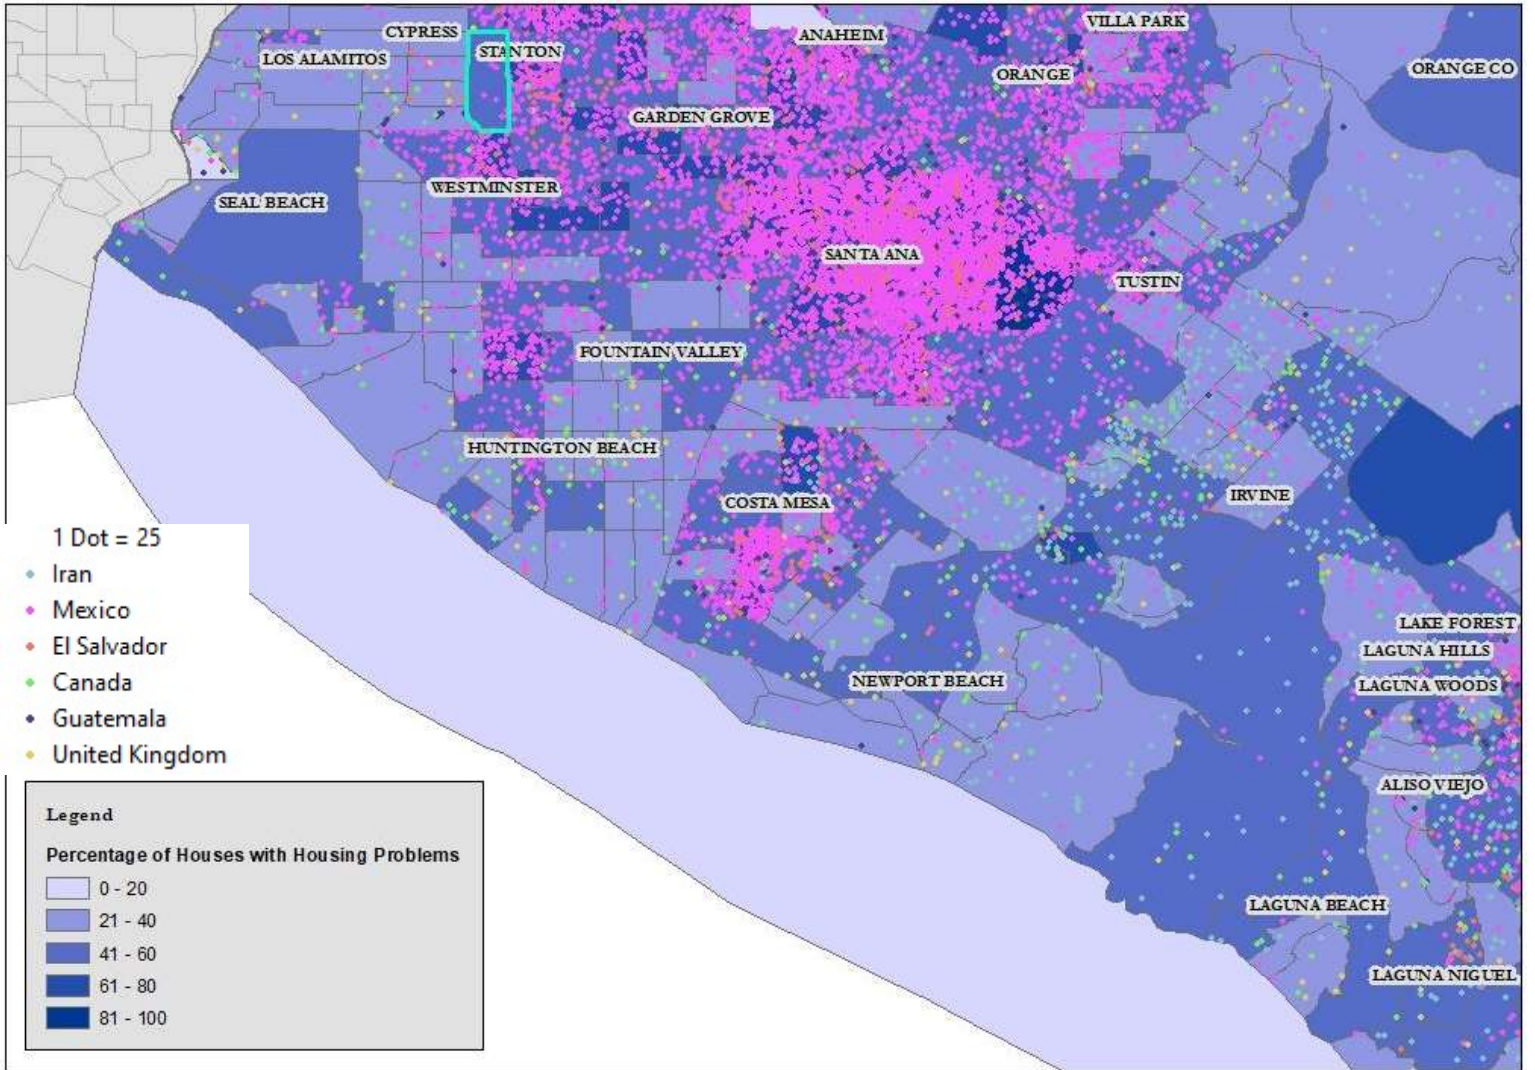 CYPRESS
VILLA PARK
STANTON
ANAHEIM
LOS ALAMITOS
ORANGE
ORANGE CO
GARDEN GROVE
WESTMINSTER
SEAL BEACH
SANTA ANA
TUSTIN
FOUNTAIN VALLEY
HUNTINGTON BEACH
COSTA MESA
IRVINE
LAKE FOREST
LAGUNA HILLS
NEWPORT BEACH
LAGUNA WOODS
ALISO VIEJO
LAGUNA BEACH
LAGUNA NIGUEL
1 Dot = 25
Iran
Mexico
El Salvador
Canada
Guatemala
United Kingdom
Legend
Percentage of Houses with Housing Problems
0 - 20
21 - 40
41 - 60
61 - 80
81 - 100